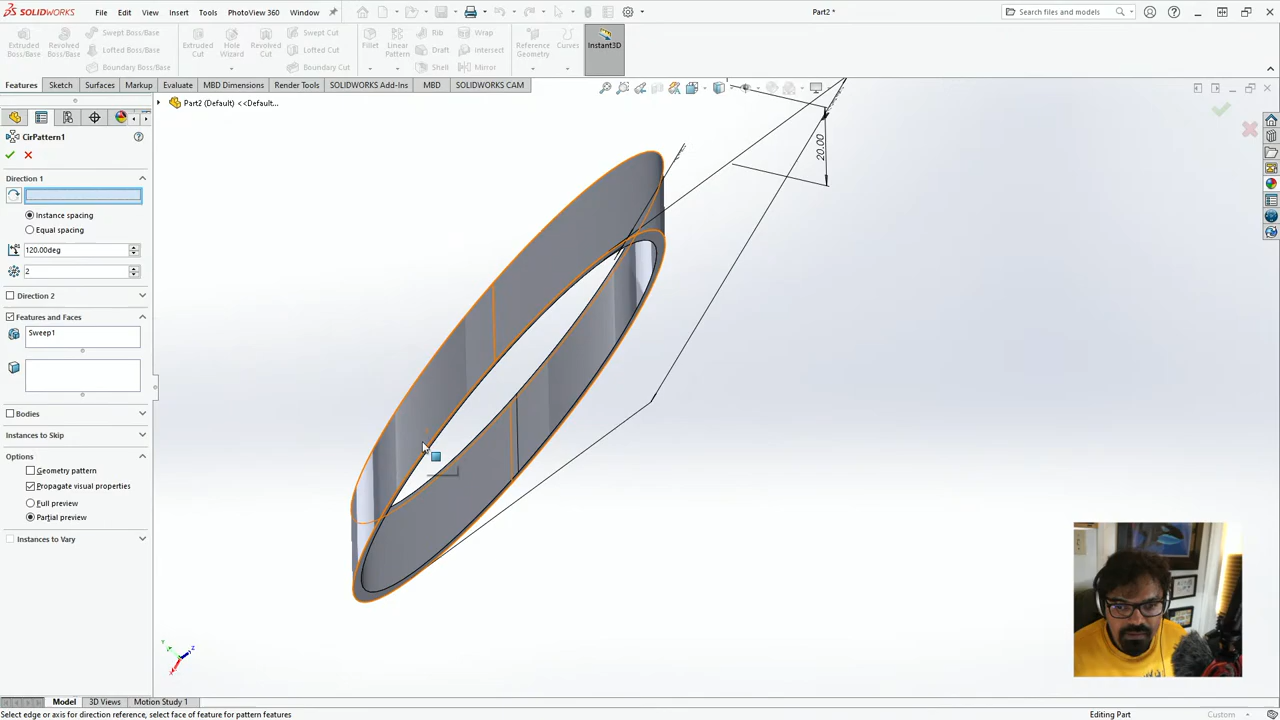 SOLIDWORKS File Edit View Insert Tools PhotoView 360 Window Part2 * Search files and models
Extruded Boss/Base
Revolved Boss/Base
Swept Boss/Base
Lofted Boss/Base
Boundary Boss/Base
Extruded Cut
Hole Wizard
Revolved Cut
Swept Cut
Lofted Cut
Boundary Cut
Fillet
Linear Pattern
Rib
Draft
Shell
Wrap
Intersect
Mirror
Reference Geometry
Curves
Instant3D
Features Sketch Surfaces Markup Evaluate MBD Dimensions Render Tools SOLIDWORKS Add-Ins MBD SOLIDWORKS CAM
Part2 (Default) <<Default...
CirPattern1
Direction 1
Instance spacing
Equal spacing
120.00deg
2
Direction 2
Features and Faces
Sweep1
Bodies
Instances to Skip
Options
Geometry pattern
Propagate visual properties
Full preview
Partial preview
Instances to Vary
20.00
Model 3D Views Motion Study 1
Select edge or axis for direction reference, select face of feature for pattern features Editing Part Custom